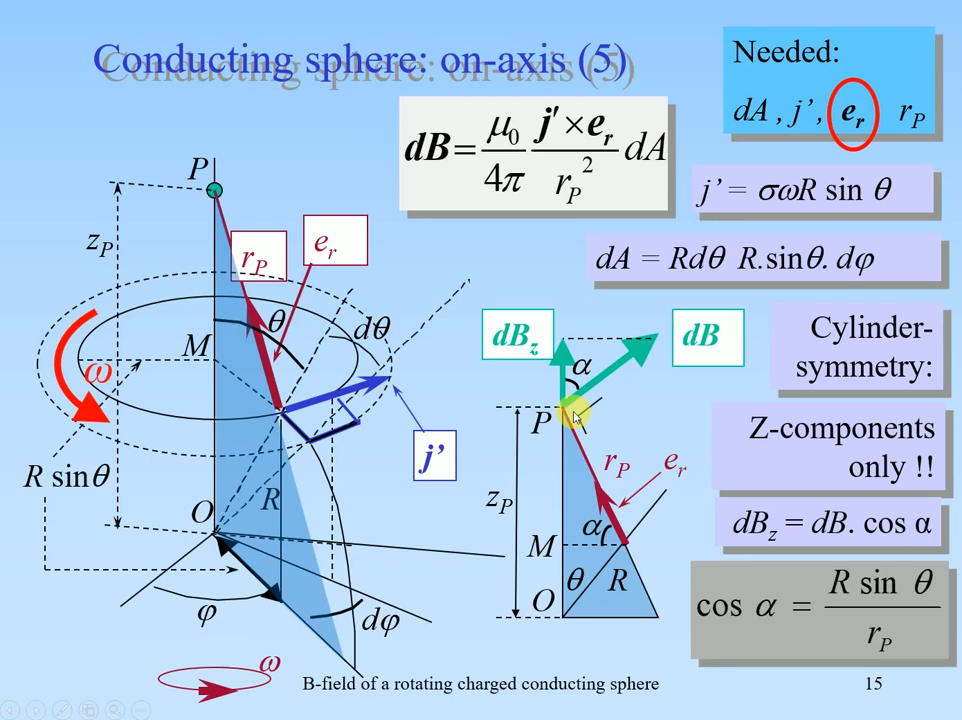 Conducting sphere: on-axis (5)
Needed:
dA , j’, e_r r_P
dB = μ₀/4π j′ × e_r / r_P² dA
j’ = σωR sin θ
dA = Rdθ R.sinθ. dφ
P
z_P
r_P
e_r
θ
dθ
M
ω
j’
R sinθ
O
R
φ
dφ
ω
dB_z
dB
α
P
r_P
e_r
z_P
α
M
θ
R
O
Cylinder-
symmetry:
Z-components
only !!
dB_z = dB. cos α
cos α = R sin θ / r_P
B-field of a rotating charged conducting sphere
15